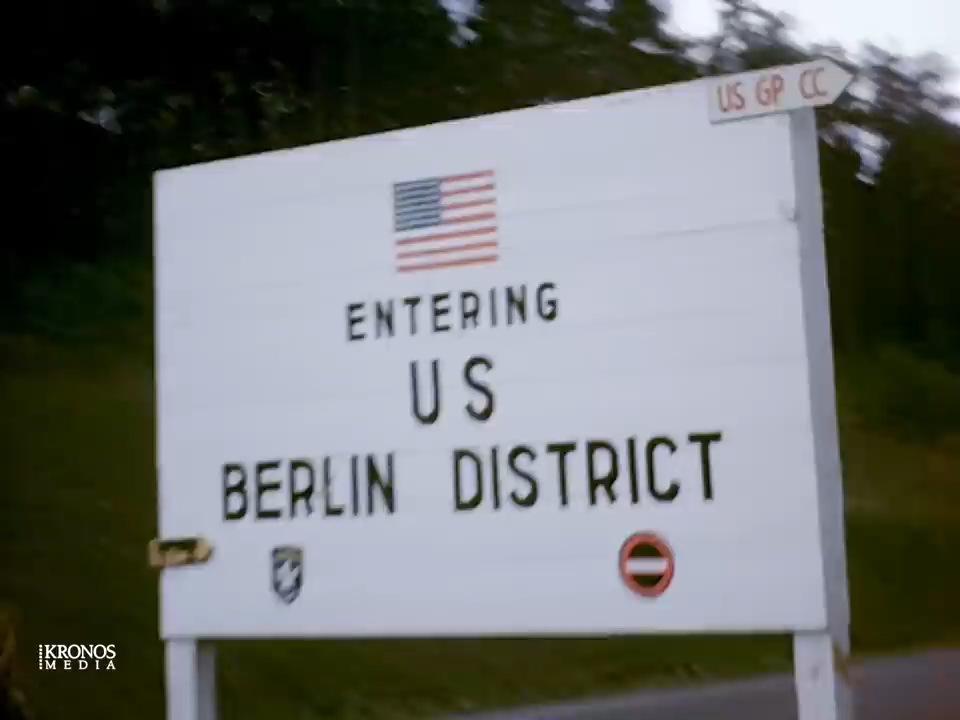 US GP CC
ENTERING
US
BERLIN DISTRICT
KRONOS
MEDIA